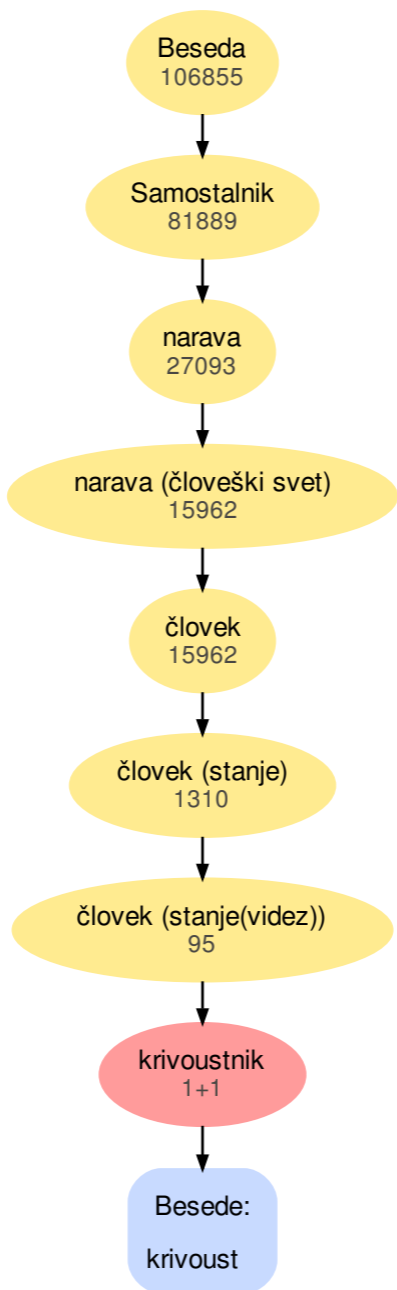 Beseda
106855
Samostalnik
81889
narava
27093
narava (človeški svet)
15962
človek
15962
človek (stanje)
1310
človek (stanje(videz))
95
krivoustnik
1+1
Besede:
krivoust